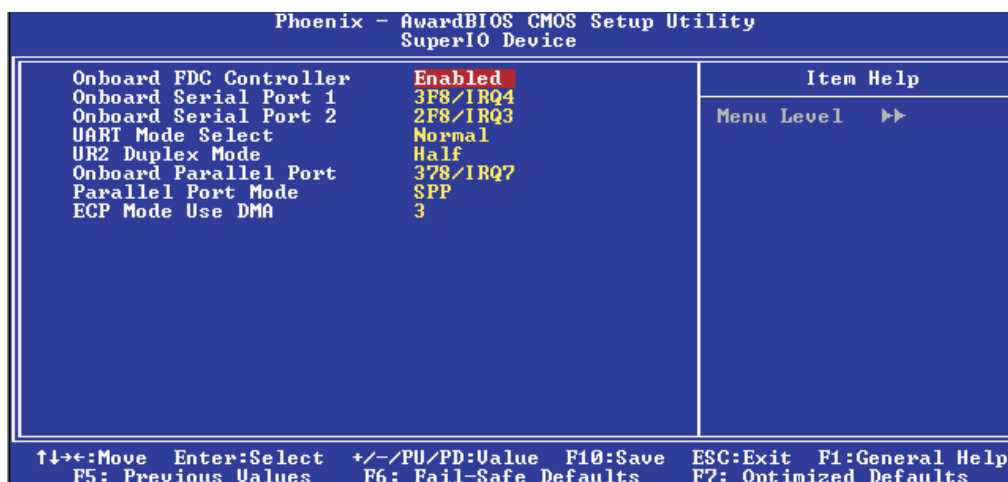 Phoenix - AwardBIOS CMOS Setup Utility
SuperIO Device
Onboard FDC Controller Enabled
Onboard Serial Port 1 3F8/IRQ4
Onboard Serial Port 2 2F8/IRQ3
UART Mode Select Normal
UR2 Duplex Mode Half
Onboard Parallel Port 378/IRQ7
Parallel Port Mode SPP
ECP Mode Use DMA 3
Item Help
Menu Level ▶▶
↑↓→←:Move Enter:Select +/-/PU/PD:Value F10:Save ESC:Exit F1:General Help
F5: Previous Values F6: Fail-Safe Defaults F7: Optimized Defaults